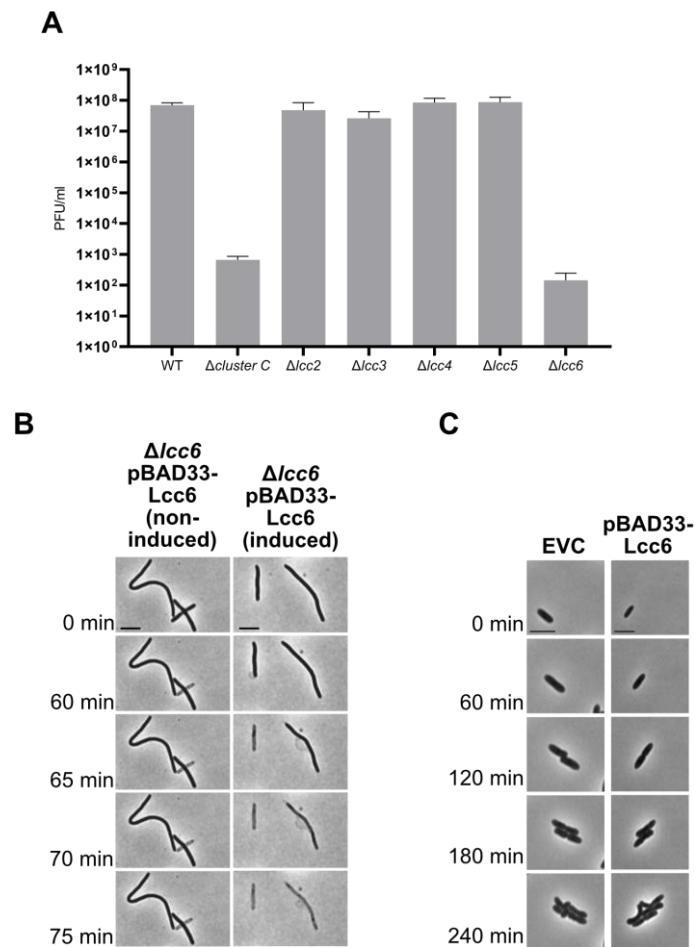 A
1×10⁹
1×10⁸
1×10⁷
1×10⁶
1×10⁵
1×10⁴
1×10³
1×10²
1×10¹
1×10⁰
PFU/ml
WT
Δcluster C
Δlcc2
Δlcc3
Δlcc4
Δlcc5
Δlcc6
B
Δlcc6
pBAD33-
Lcc6
(non-
induced)
Δlcc6
pBAD33-
Lcc6
(induced)
0 min
60 min
65 min
70 min
75 min
C
EVC
pBAD33-
Lcc6
0 min
60 min
120 min
180 min
240 min